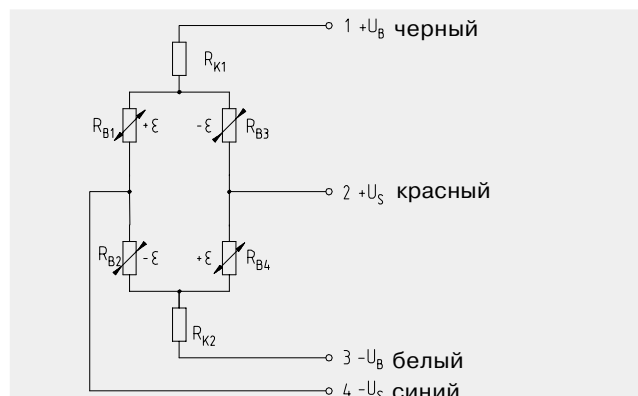 1 +U_B черный
R_K1
R_B1 +ε -ε R_B3
2 +U_S красный
R_B2 -ε +ε R_B4
R_K2
3 -U_B белый
4 -U_S синий